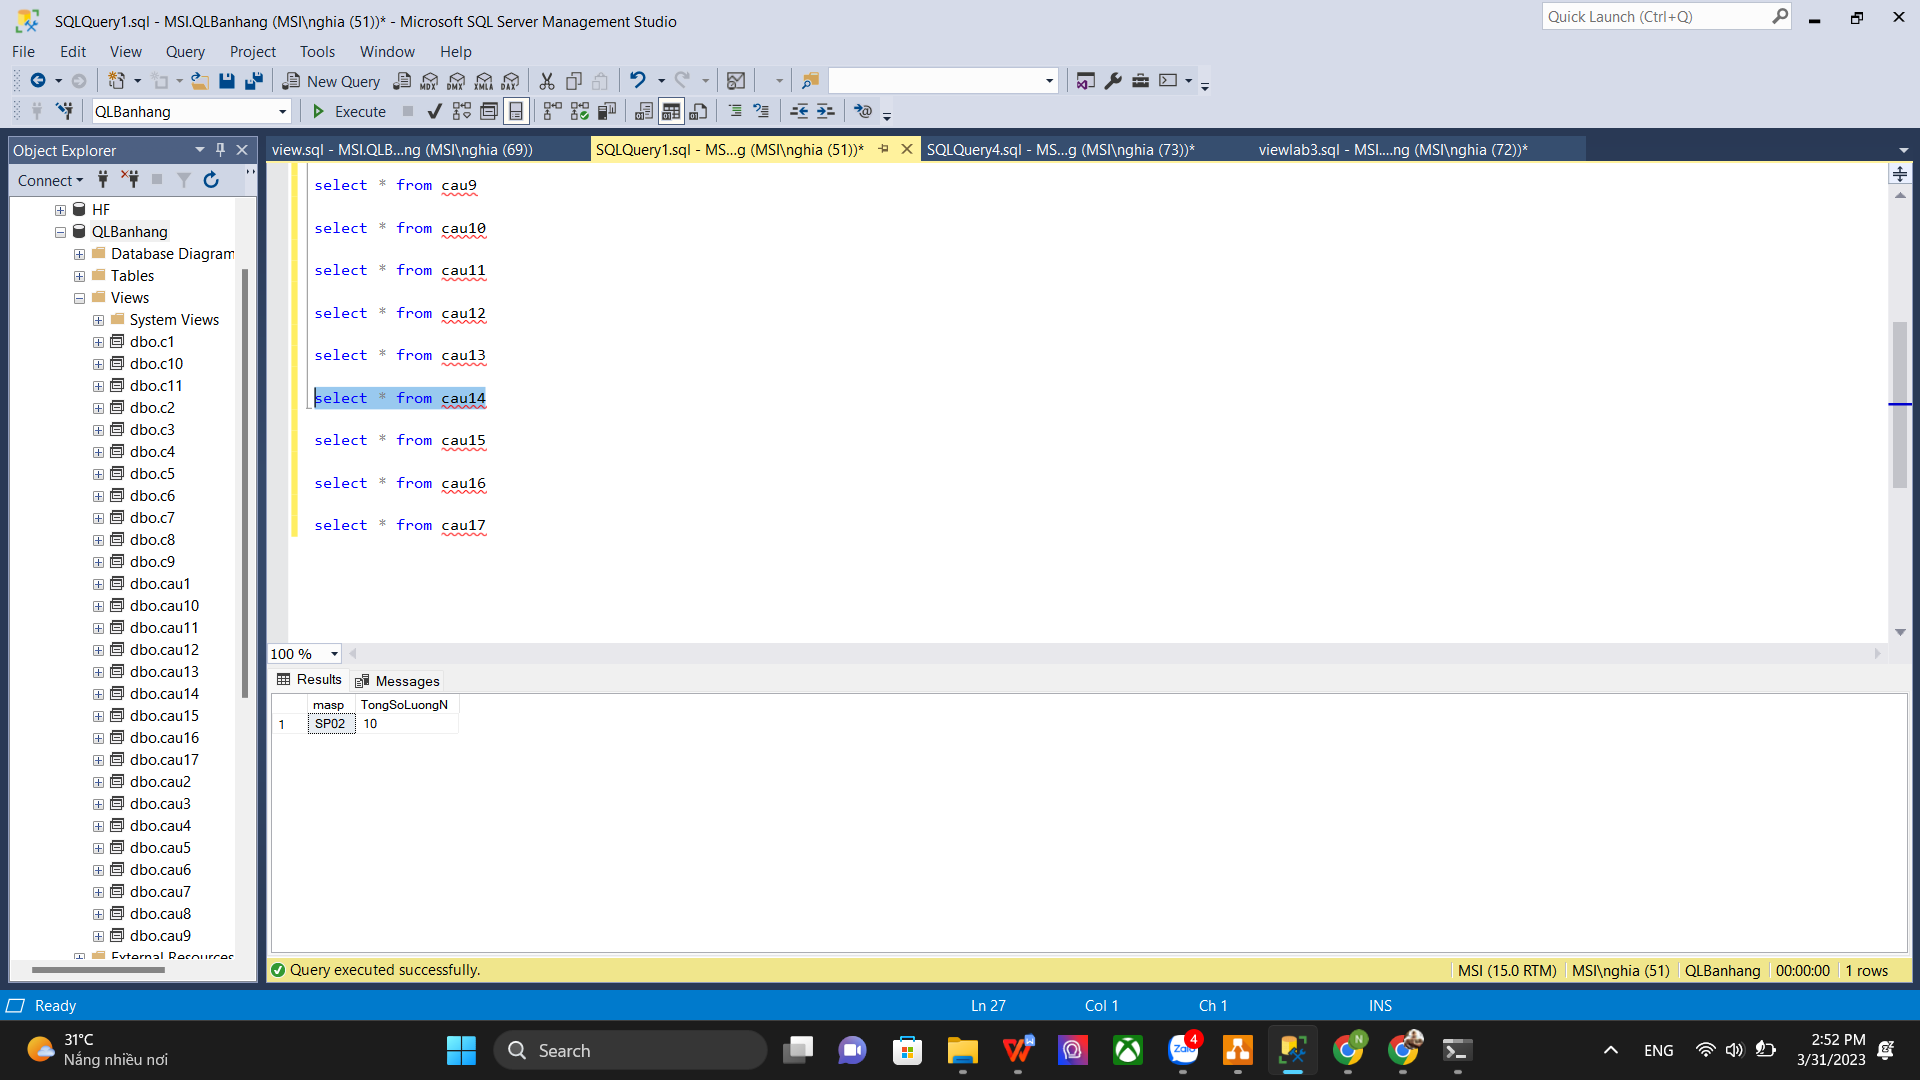 SQLQuery1.sql - MSI.QLBanhang (MSI\nghia (51))* - Microsoft SQL Server Management Studio
Quick Launch (Ctrl+Q)
File Edit View Query Project Tools Window Help
New Query
MDX DMX XMLA DAX
QLBanhang
Execute
Object Explorer
view.sql - MSI.QLB...ng (MSI\nghia (69))
SQLQuery1.sql - MS...g (MSI\nghia (51))*
SQLQuery4.sql - MS...g (MSI\nghia (73))*
viewlab3.sql - MSI....ng (MSI\nghia (72))*
Connect
HF
QLBanhang
Database Diagram
Tables
Views
System Views
dbo.c1
dbo.c10
dbo.c11
dbo.c2
dbo.c3
dbo.c4
dbo.c5
dbo.c6
dbo.c7
dbo.c8
dbo.c9
dbo.cau1
dbo.cau10
dbo.cau11
dbo.cau12
dbo.cau13
dbo.cau14
dbo.cau15
dbo.cau16
dbo.cau17
dbo.cau2
dbo.cau3
dbo.cau4
dbo.cau5
dbo.cau6
dbo.cau7
dbo.cau8
dbo.cau9
External Resources
select * from cau9
select * from cau10
select * from cau11
select * from cau12
select * from cau13
select * from cau14
select * from cau15
select * from cau16
select * from cau17
100 %
Results Messages
masp TongSoLuongN
1 SP02 10
Query executed successfully.
MSI (15.0 RTM) MSI\nghia (51) QLBanhang 00:00:00 1 rows
Ready
Ln 27 Col 1 Ch 1 INS
31°C
Nắng nhiều nơi
Search
Zalo
4
N
ENG
2:52 PM
3/31/2023